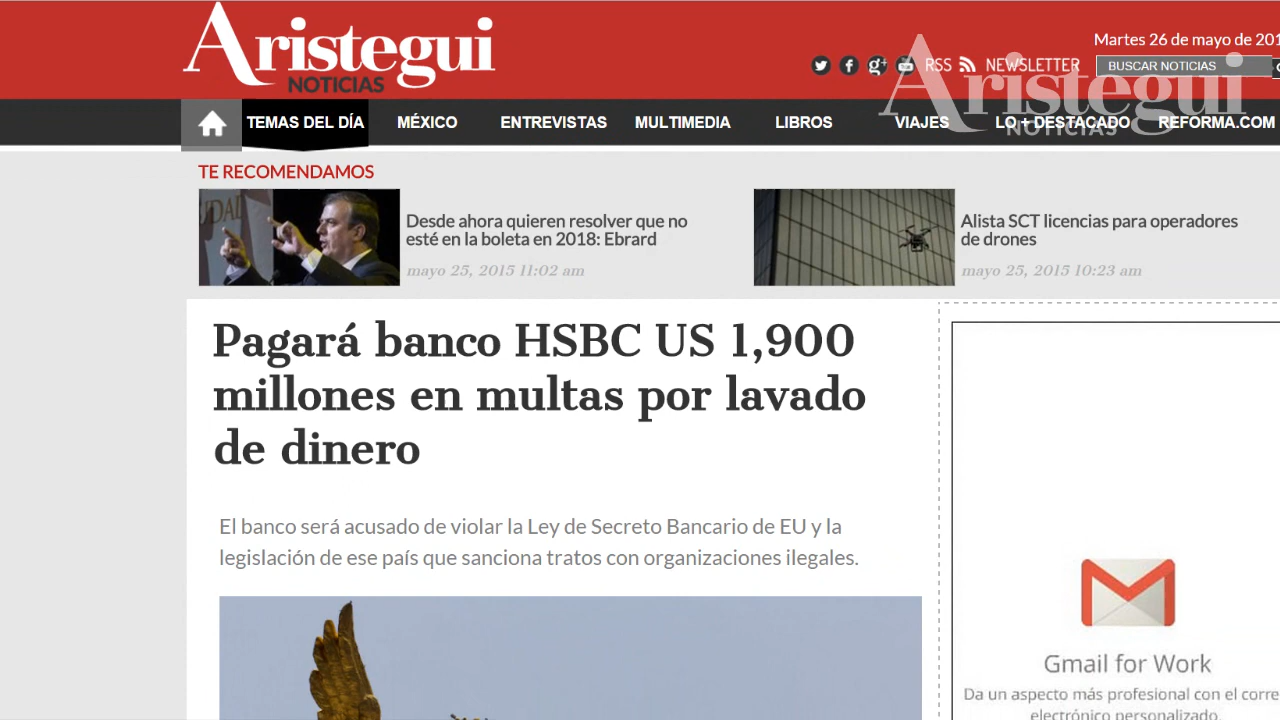 Aristegui
NOTICIAS
Martes 26 de mayo de 201
RSS
NEWSLETTER
BUSCAR NOTICIAS
Aristegui
NOTICIAS
TEMAS DEL DÍA
MÉXICO
ENTREVISTAS
MULTIMEDIA
LIBROS
VIAJES
LO + DESTACADO
REFORMA.COM
TE RECOMENDAMOS
Desde ahora quieren resolver que no
esté en la boleta en 2018: Ebrard
mayo 25, 2015 11:02 am
Alista SCT licencias para operadores
de drones
mayo 25, 2015 10:23 am
Pagará banco HSBC US 1,900
millones en multas por lavado
de dinero
El banco será acusado de violar la Ley de Secreto Bancario de EU y la
legislación de ese país que sanciona tratos con organizaciones ilegales.
Gmail for Work
Da un aspecto más profesional con el corre
electrónico personalizado.